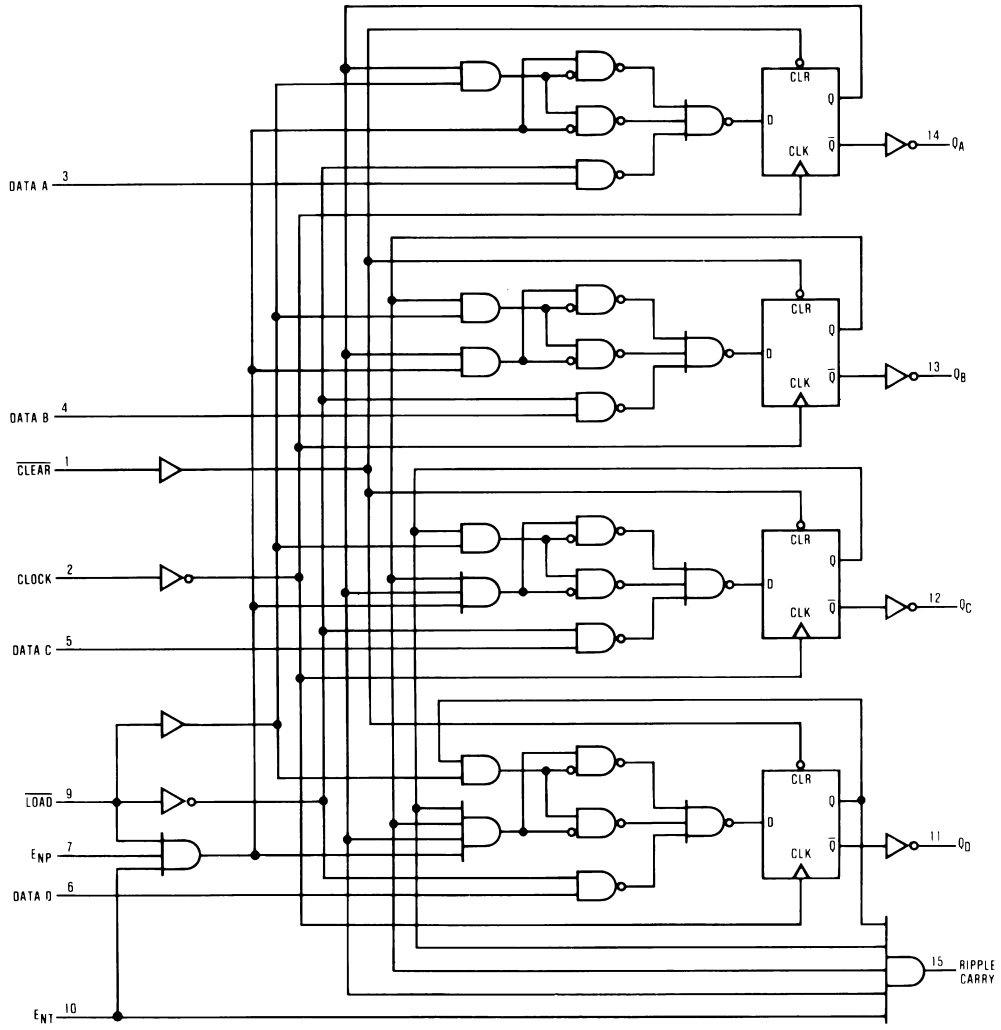 CLR
Q
D
Q̅
14
QA
CLK
3
DATA A
CLR
Q
D
Q̅
13
QB
CLK
4
DATA B
1
CLEAR
CLR
Q
2
CLOCK
D
Q̅
12
QC
CLK
5
DATA C
CLR
9
LOAD
Q
D
Q̅
11
QD
7
ENP
CLK
6
DATA D
15
RIPPLE
CARRY
10
ENT